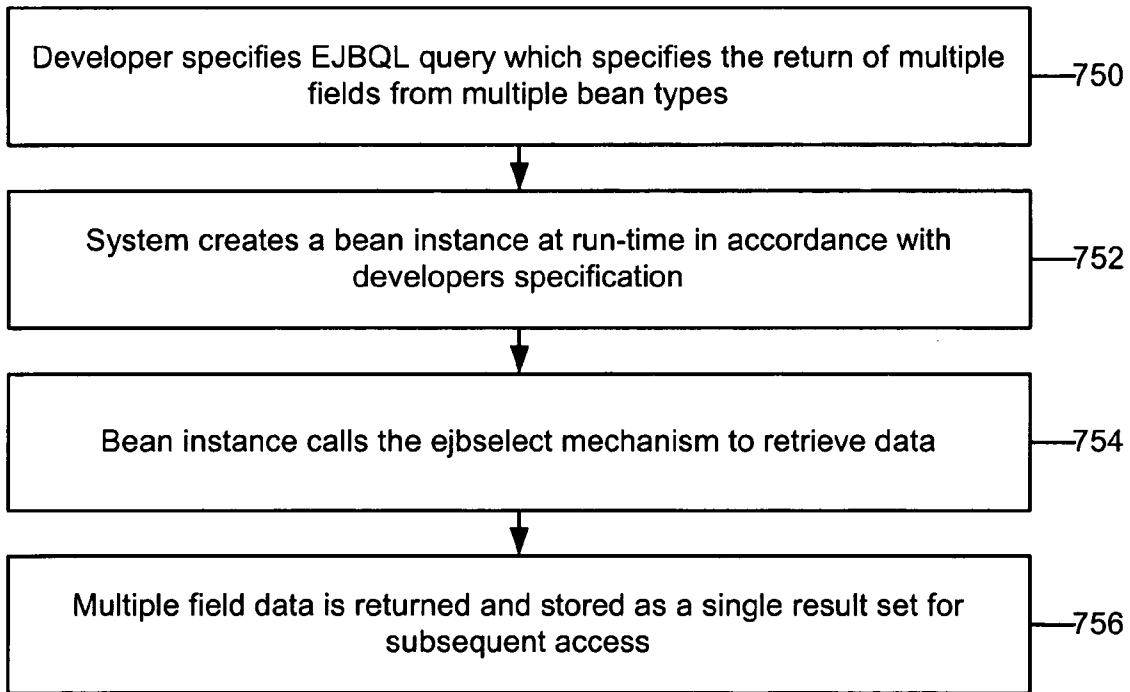 Developer specifies EJBQL query which specifies the return of multiple
fields from multiple bean types
750
System creates a bean instance at run-time in accordance with
developers specification
752
Bean instance calls the ejbselect mechanism to retrieve data
754
Multiple field data is returned and stored as a single result set for
subsequent access
756